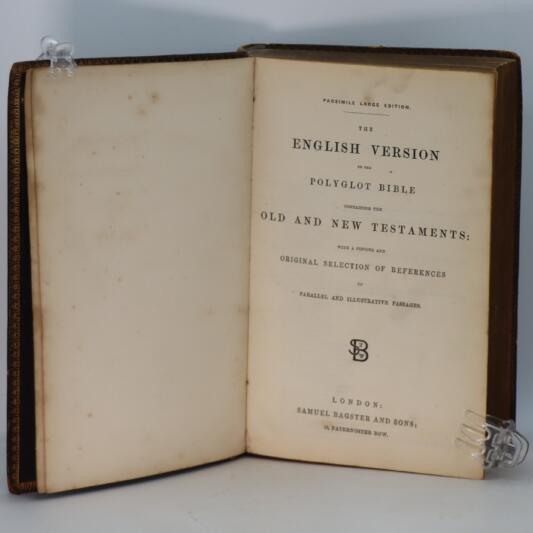 FACSIMILE LARGE EDITION.
THE
ENGLISH VERSION
OF THE
POLYGLOT BIBLE
CONTAINING THE
OLD AND NEW TESTAMENTS:
WITH A COPIOUS AND
ORIGINAL SELECTION OF REFERENCES
TO
PARALLEL AND ILLUSTRATIVE PASSAGES.
LONDON:
SAMUEL BAGSTER AND SONS;
15, PATERNOSTER ROW.